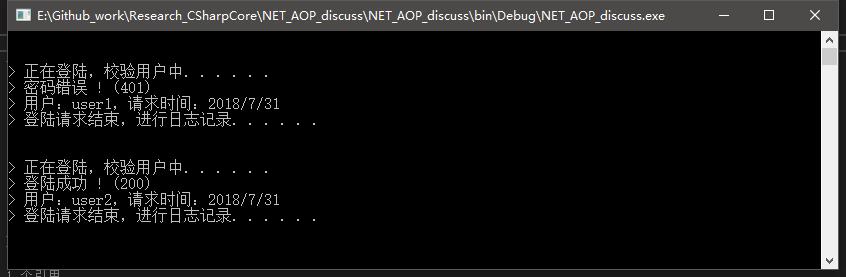 E:\Github_work\Research_CSharpCore\NET_AOP_discuss\NET_AOP_discuss\bin\Debug\NET_AOP_discuss.exe
> 正在登陆，校验用户中．．．．．．
> 密码错误 ！(401)
> 用户：user1，请求时间：2018/7/31
> 登陆请求结束，进行日志记录．．．．．．
> 正在登陆，校验用户中．．．．．．
> 登陆成功 ！(200)
> 用户：user2，请求时间：2018/7/31
> 登陆请求结束，进行日志记录．．．．．．
个引用